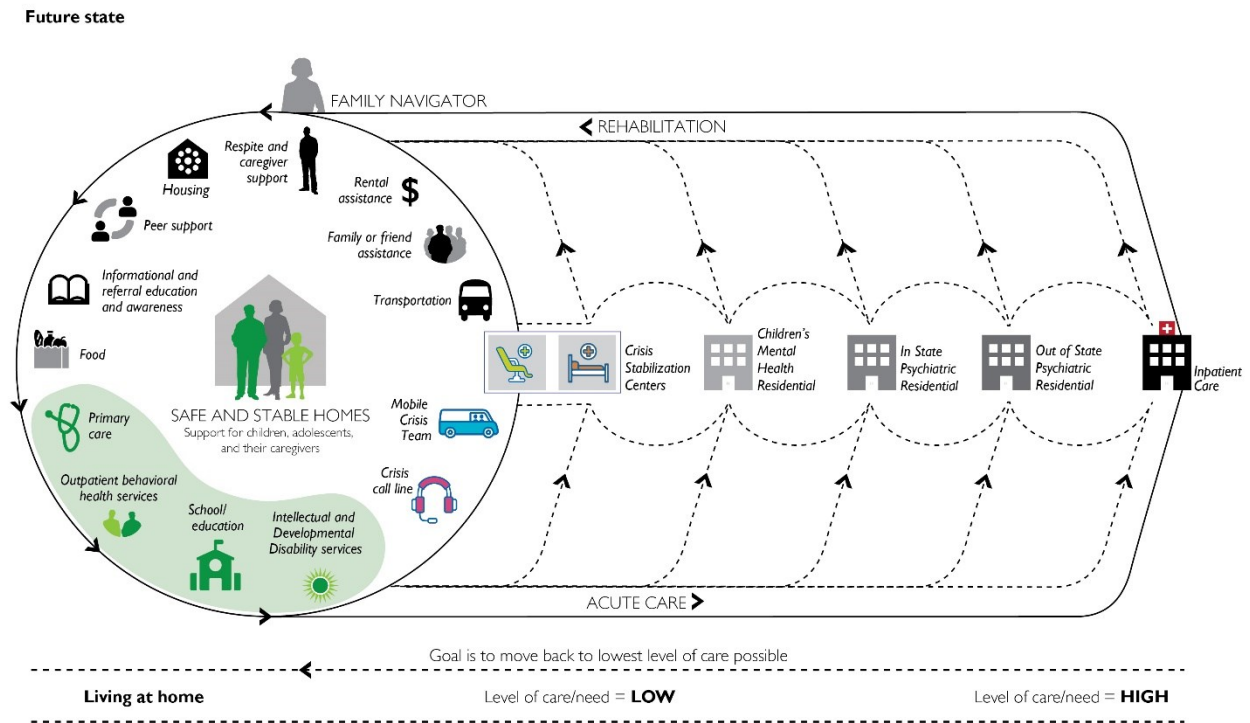 Future state
FAMILY NAVIGATOR
REHABILITATION
Respite and
caregiver
support
Housing
Rental
assistance
$
Peer support
Family or friend
assistance
Informational and
referral education
and awareness
Transportation
Food
Crisis
Stabilization
Centers
Children's
Mental
Health
Residential
In State
Psychiatric
Residential
Out of State
Psychiatric
Residential
Inpatient
Care
SAFE AND STABLE HOMES
Support for children, adolescents,
and their caregivers
Primary
care
Mobile
Crisis
Team
Outpatient behavioral
health services
Crisis
call line
School/
education
Intellectual and
Developmental
Disability services
ACUTE CARE
Goal is to move back to lowest level of care possible
Living at home
Level of care/need = LOW
Level of care/need = HIGH